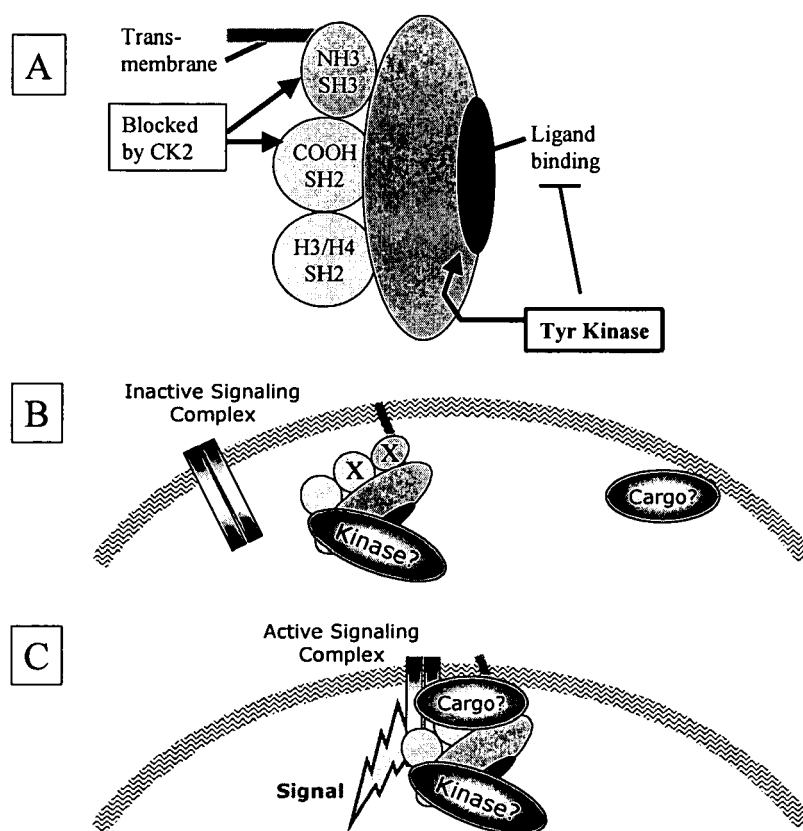 A
Trans-
membrane
NH3
SH3
Blocked
by CK2
COOH
SH2
Ligand
binding
H3/H4
SH2
Tyr Kinase
B
Inactive Signaling
Complex
X
X
Cargo?
Kinase?
C
Active Signaling
Complex
Cargo?
Signal
Kinase?